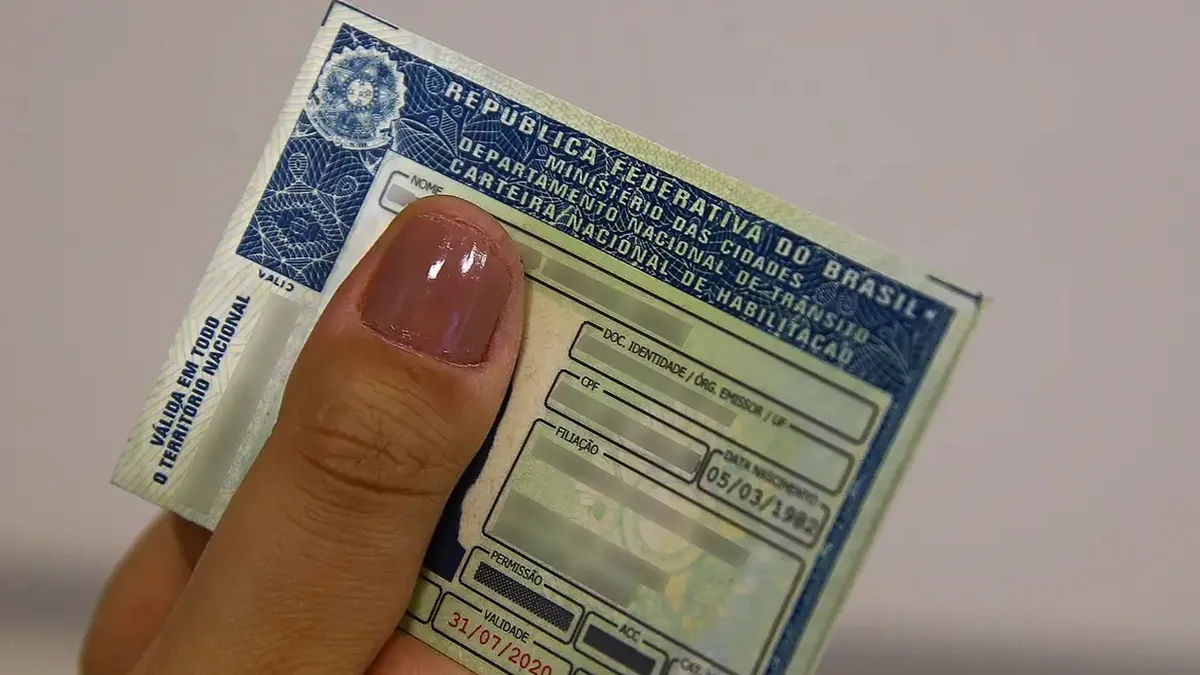 REPÚBLICA FEDERATIVA DO BRASIL
MINISTÉRIO DAS CIDADES
DEPARTAMENTO NACIONAL DE TRÂNSITO
CARTEIRA NACIONAL DE HABILITAÇÃO
NOME
DOC. IDENTIDADE / ÓRG. EMISSOR / UF
CPF
DATA NASCIMENTO
05/03/1982
FILIAÇÃO
PERMISSÃO
ACC
VALIDADE
31/07/2020
VÁLIDA EM TODO
O TERRITÓRIO NACIONAL